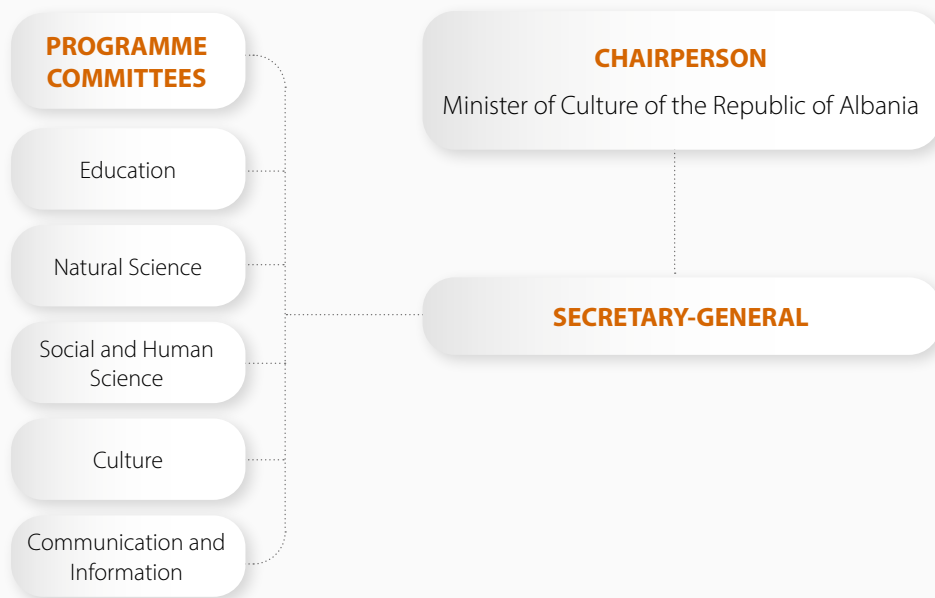 PROGRAMME
COMMITTEES
Education
Natural Science
Social and Human
Science
Culture
Communication and
Information
CHAIRPERSON
Minister of Culture of the Republic of Albania
SECRETARY-GENERAL